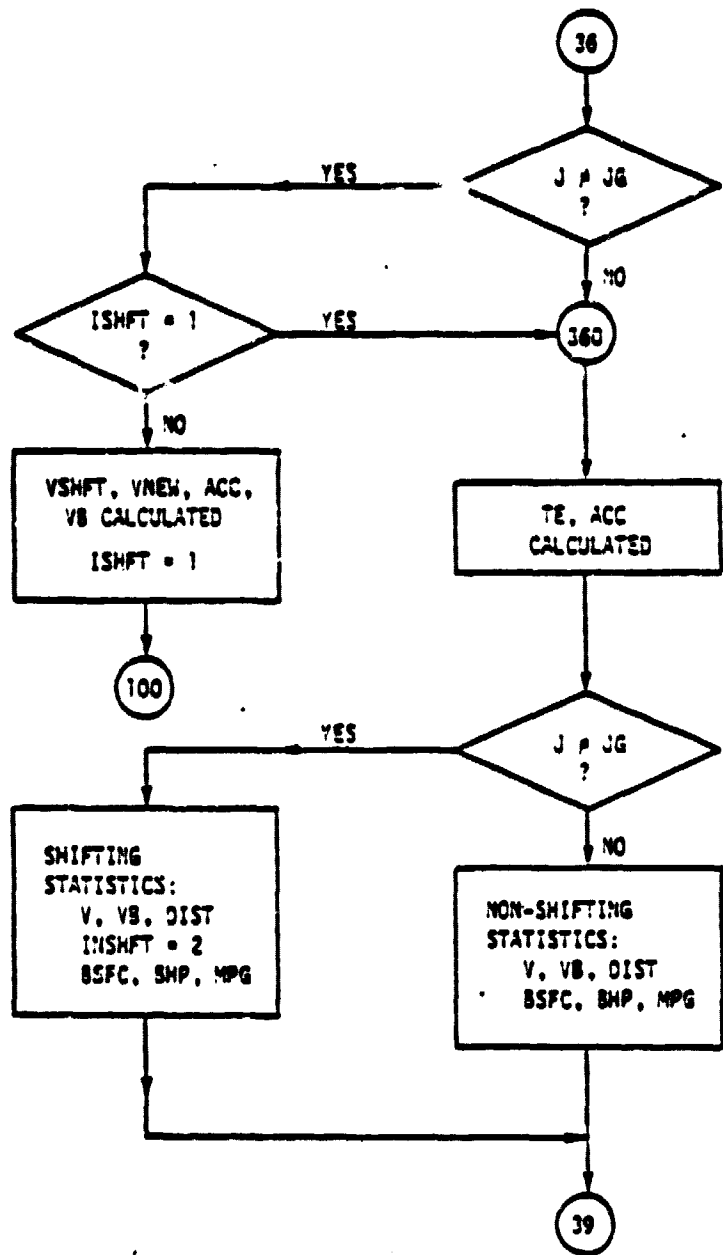 36
J ≠ JG
?
YES
NO
ISHFT = 1
?
YES
360
NO
VSHFT, VNEW, ACC,
VB CALCULATED
ISHFT = 1
TE, ACC
CALCULATED
100
J ≠ JG
?
YES
NO
SHIFTING
STATISTICS:
V, VB, DIST
INSHFT = 2
BSFC, BHP, MPG
NON-SHIFTING
STATISTICS:
V, VB, DIST
BSFC, BHP, MPG
39